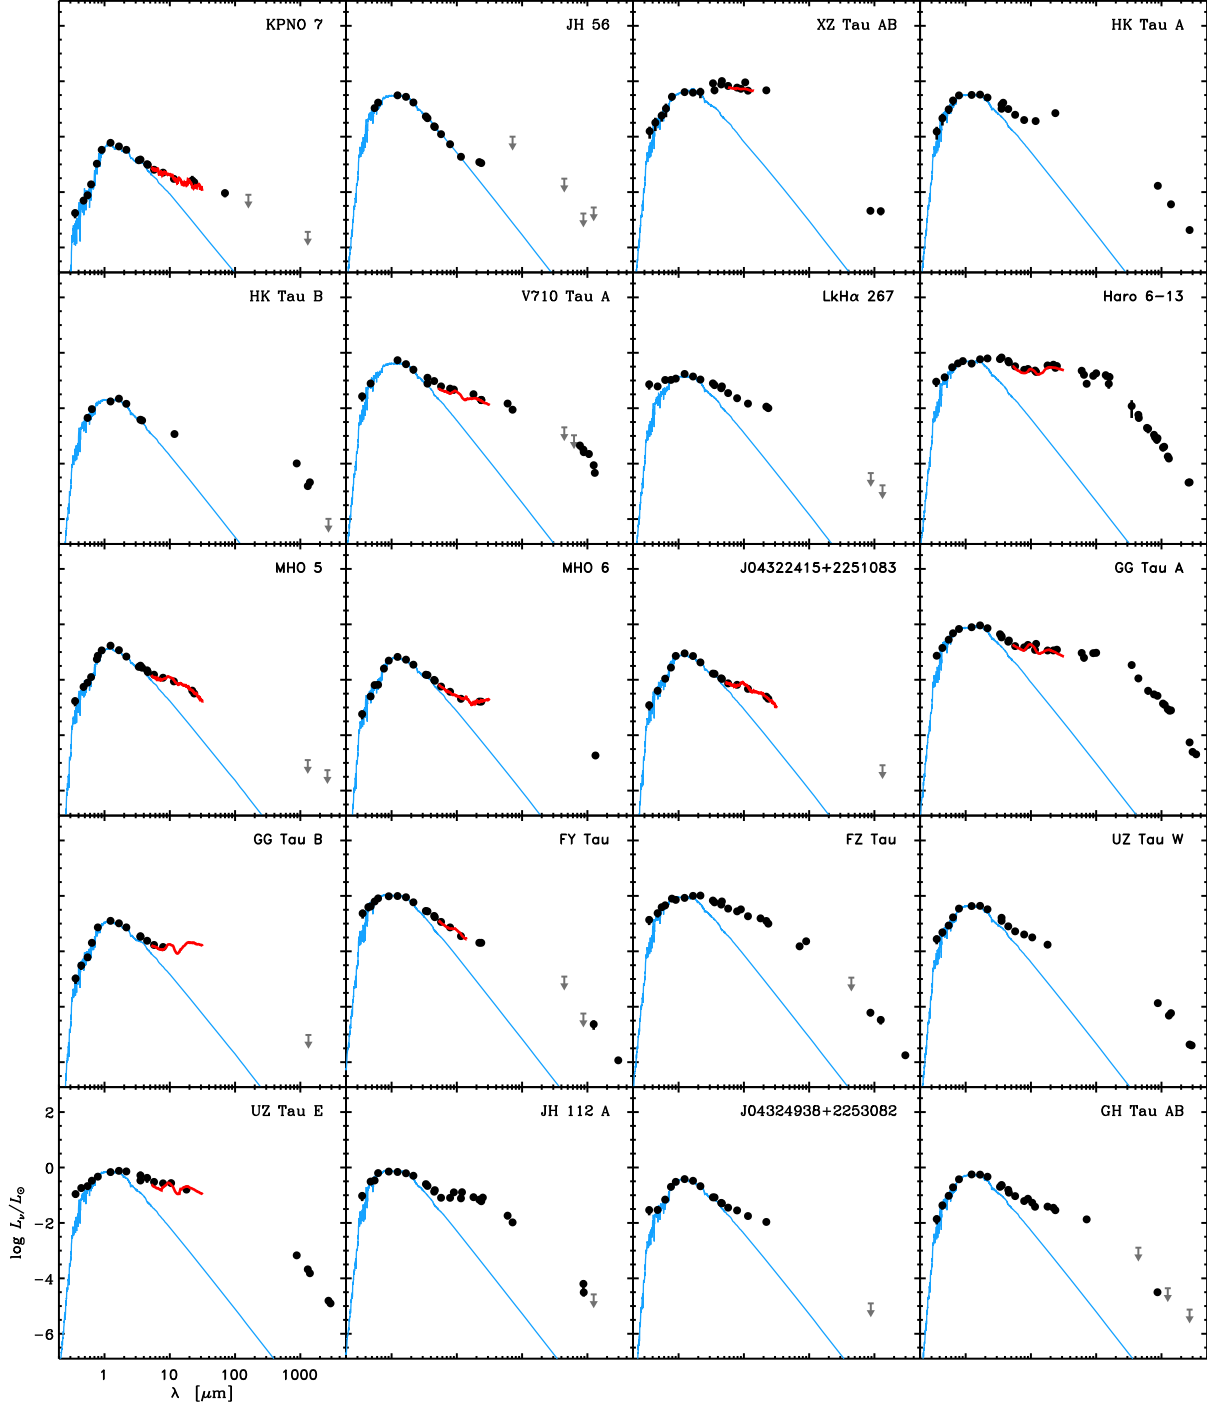 KPNO 7 JH 56 XZ Tau AB HK Tau A
HK Tau B V710 Tau A LkHα 267 Haro 6−13
MHO 5 MHO 6 J04322415+2251083 GG Tau A
GG Tau B FY Tau FZ Tau UZ Tau W
UZ Tau E JH 112 A J04324938+2253082 GH Tau AB
2
0
−2
−4
−6
log Lν/L⊙
1 10 100 1000
λ [μm]